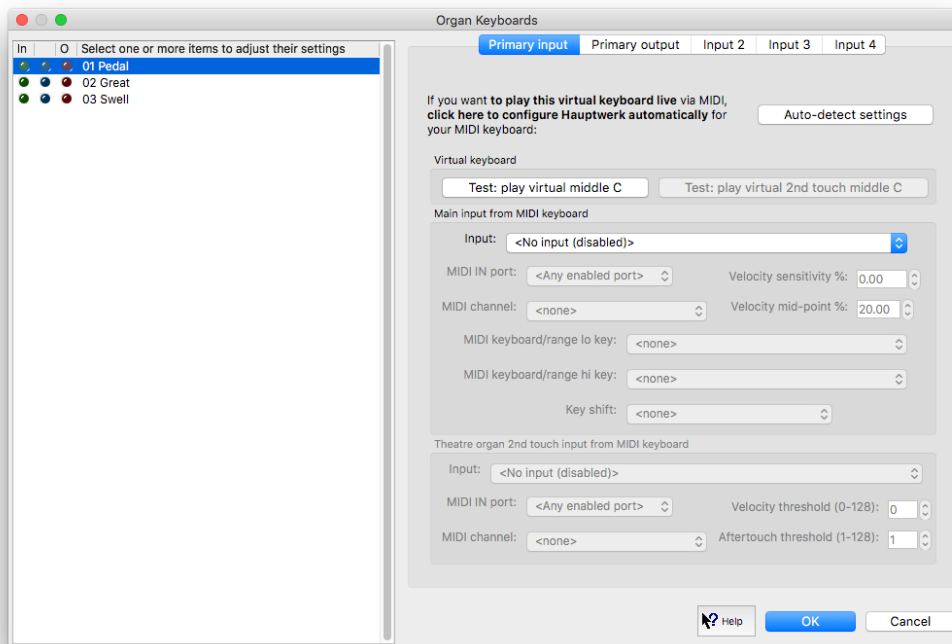 Organ Keyboards
In O Select one or more items to adjust their settings
01 Pedal
02 Great
03 Swell
Primary input Primary output Input 2 Input 3 Input 4
If you want to play this virtual keyboard live via MIDI,
click here to configure Hauptwerk automatically for
your MIDI keyboard:
Auto-detect settings
Virtual keyboard
Test: play virtual middle C Test: play virtual 2nd touch middle C
Main input from MIDI keyboard
Input: <No input (disabled)>
MIDI IN port: <Any enabled port> Velocity sensitivity %: 0.00
MIDI channel: <none> Velocity mid-point %: 20.00
MIDI keyboard/range lo key: <none>
MIDI keyboard/range hi key: <none>
Key shift: <none>
Theatre organ 2nd touch input from MIDI keyboard
Input: <No input (disabled)>
MIDI IN port: <Any enabled port> Velocity threshold (0-128): 0
MIDI channel: <none> Aftertouch threshold (1-128): 1
? Help OK Cancel